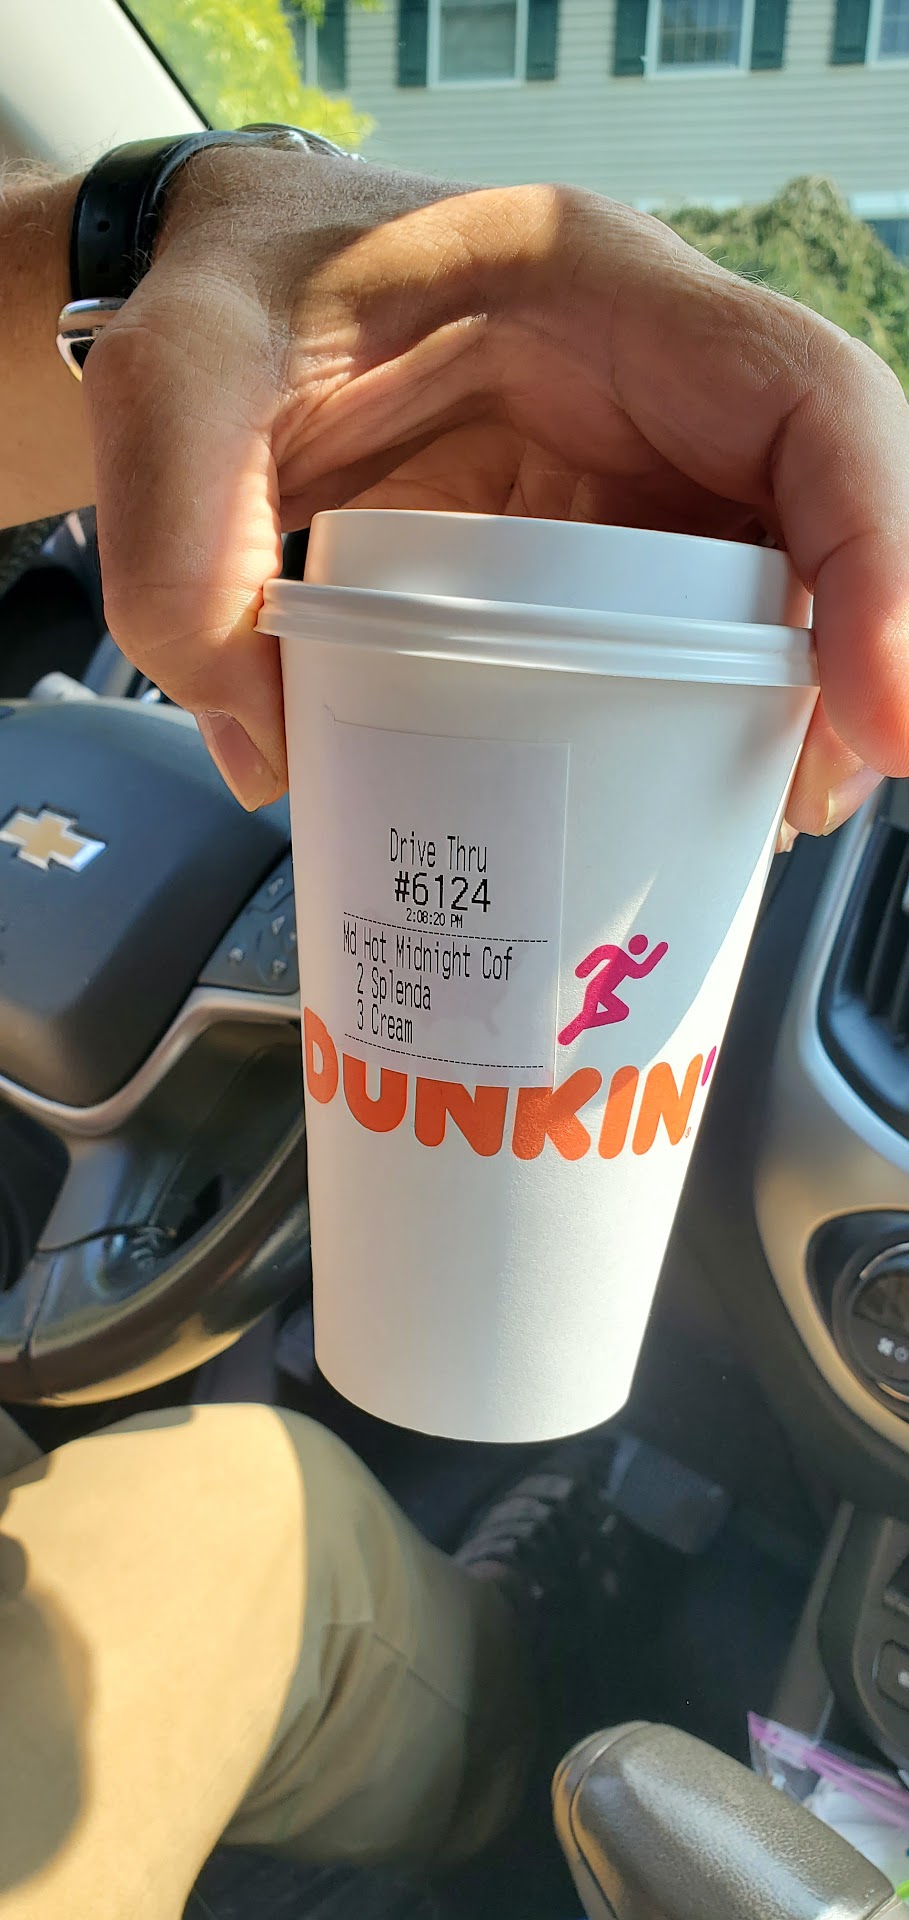 Drive Thru
#6124
2:08:20 PM
Md Hot Midnight Cof
2 Splenda
3 Cream
DUNKIN'